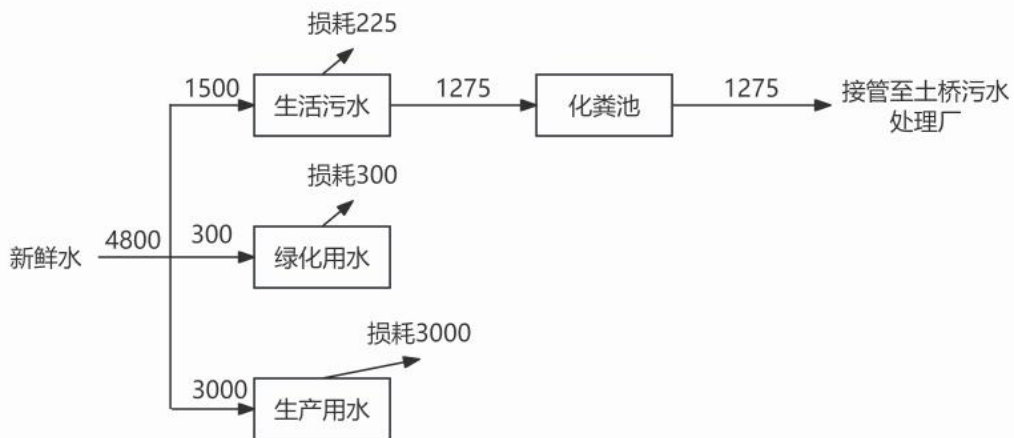 损耗225
1500
生活污水
1275
化粪池
1275
接管至土桥污水
处理厂
损耗300
新鲜水
4800
300
绿化用水
损耗3000
3000
生产用水